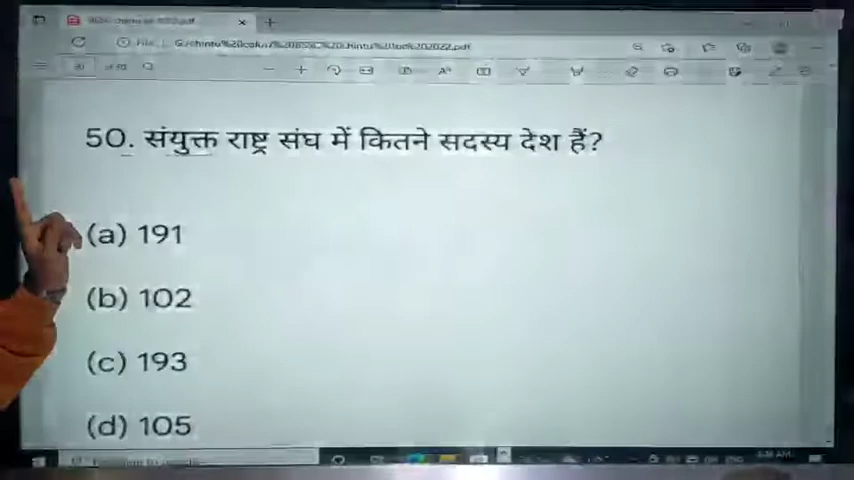 50. संयुक्त राष्ट्र संघ में कितने सदस्य देश हैं?
(a) 191
(b) 102
(c) 193
(d) 105